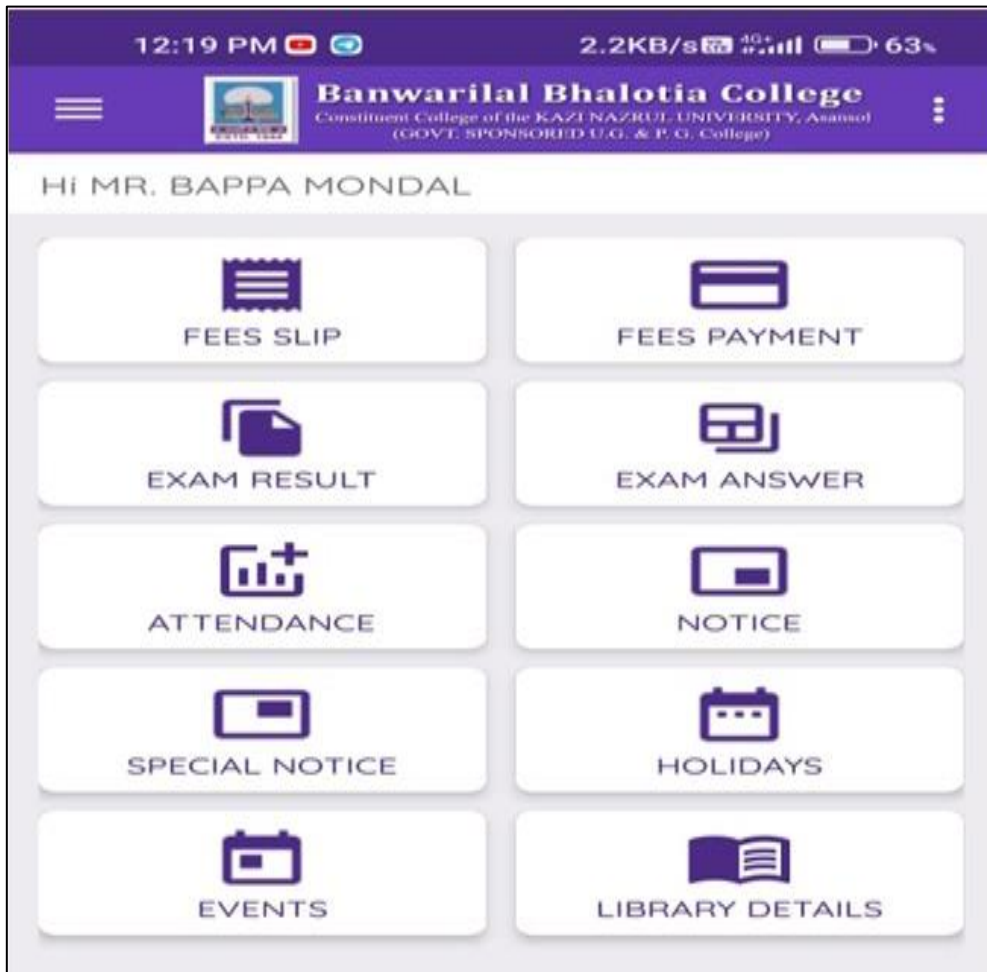 12:19 PM 2.2KB/s 4G+ 63%
Banwarilal Bhalotia College
Constituent College of the KAZI NAZRUL UNIVERSITY, Asansol
(GOVT. SPONSORED U.G. & P. G. College)
Hi MR. BAPPA MONDAL
FEES SLIP
FEES PAYMENT
EXAM RESULT
EXAM ANSWER
ATTENDANCE
NOTICE
SPECIAL NOTICE
HOLIDAYS
EVENTS
LIBRARY DETAILS